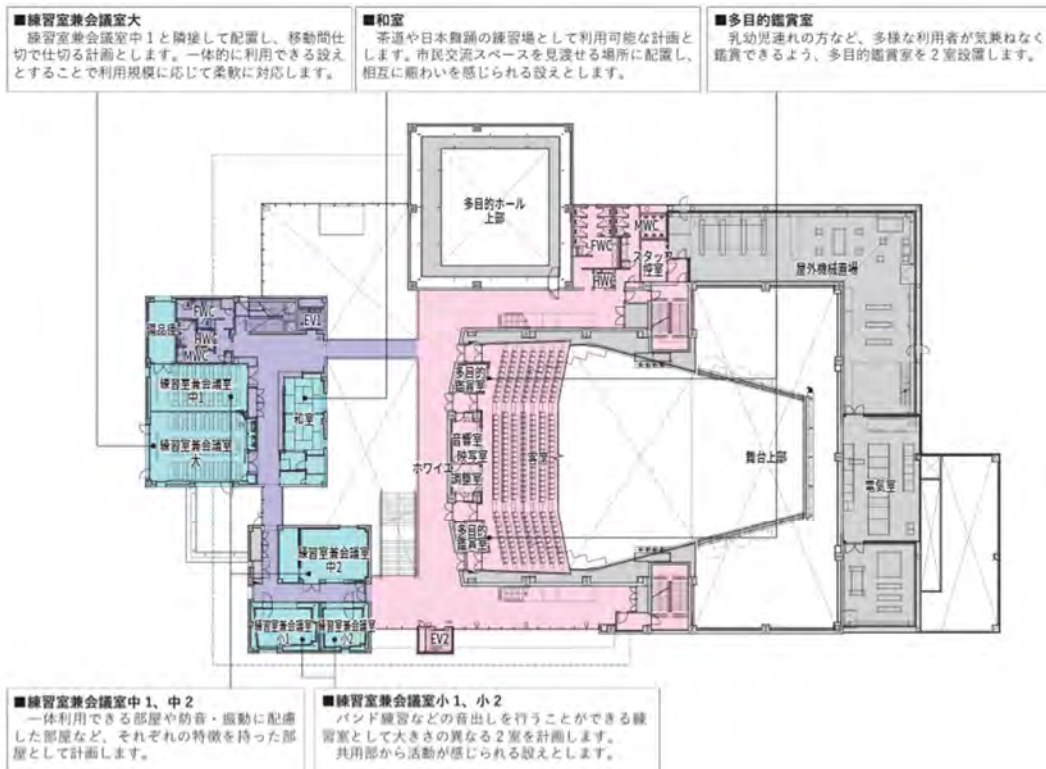 ■練習室兼会議室大
練習室兼会議室中1と隣接して配置し、移動間仕
切で仕切る計画とします。一体的に利用できる設え
とすることで利用規模に応じて柔軟に対応します。
■和室
茶道や日本舞踊の練習場として利用可能な計画と
します。市民交流スペースを見渡せる場所に配置し、
相互に賑わいを感じられる設えとします。
■多目的鑑賞室
乳幼児連れの方など、多様な利用者が気兼ねなく
鑑賞できるよう、多目的鑑賞室を2室設置します。
多目的ホール
上部
MWC
FWC
スタッフ
控室
HWC
屋外機械置場
FWC
EV1
備品庫
HWC
MWC
練習室兼会議室
中1
多目的
鑑賞室
和室
練習室兼会議室
大
音響室
映写室
調整室
ホワイエ
客室
舞台上部
電気室
多目的
鑑賞室
練習室兼会議室
中2
練習室兼会議室
小1
練習室兼会議室
小2
EV2
■練習室兼会議室中1、中2
一体利用できる部屋や防音・振動に配慮
した部屋など、それぞれの特徴を持った部
屋として計画します。
■練習室兼会議室小1、小2
バンド練習などの音出しを行うことができる練
習室として大きさの異なる2室を計画します。
共用部から活動が感じられる設えとします。